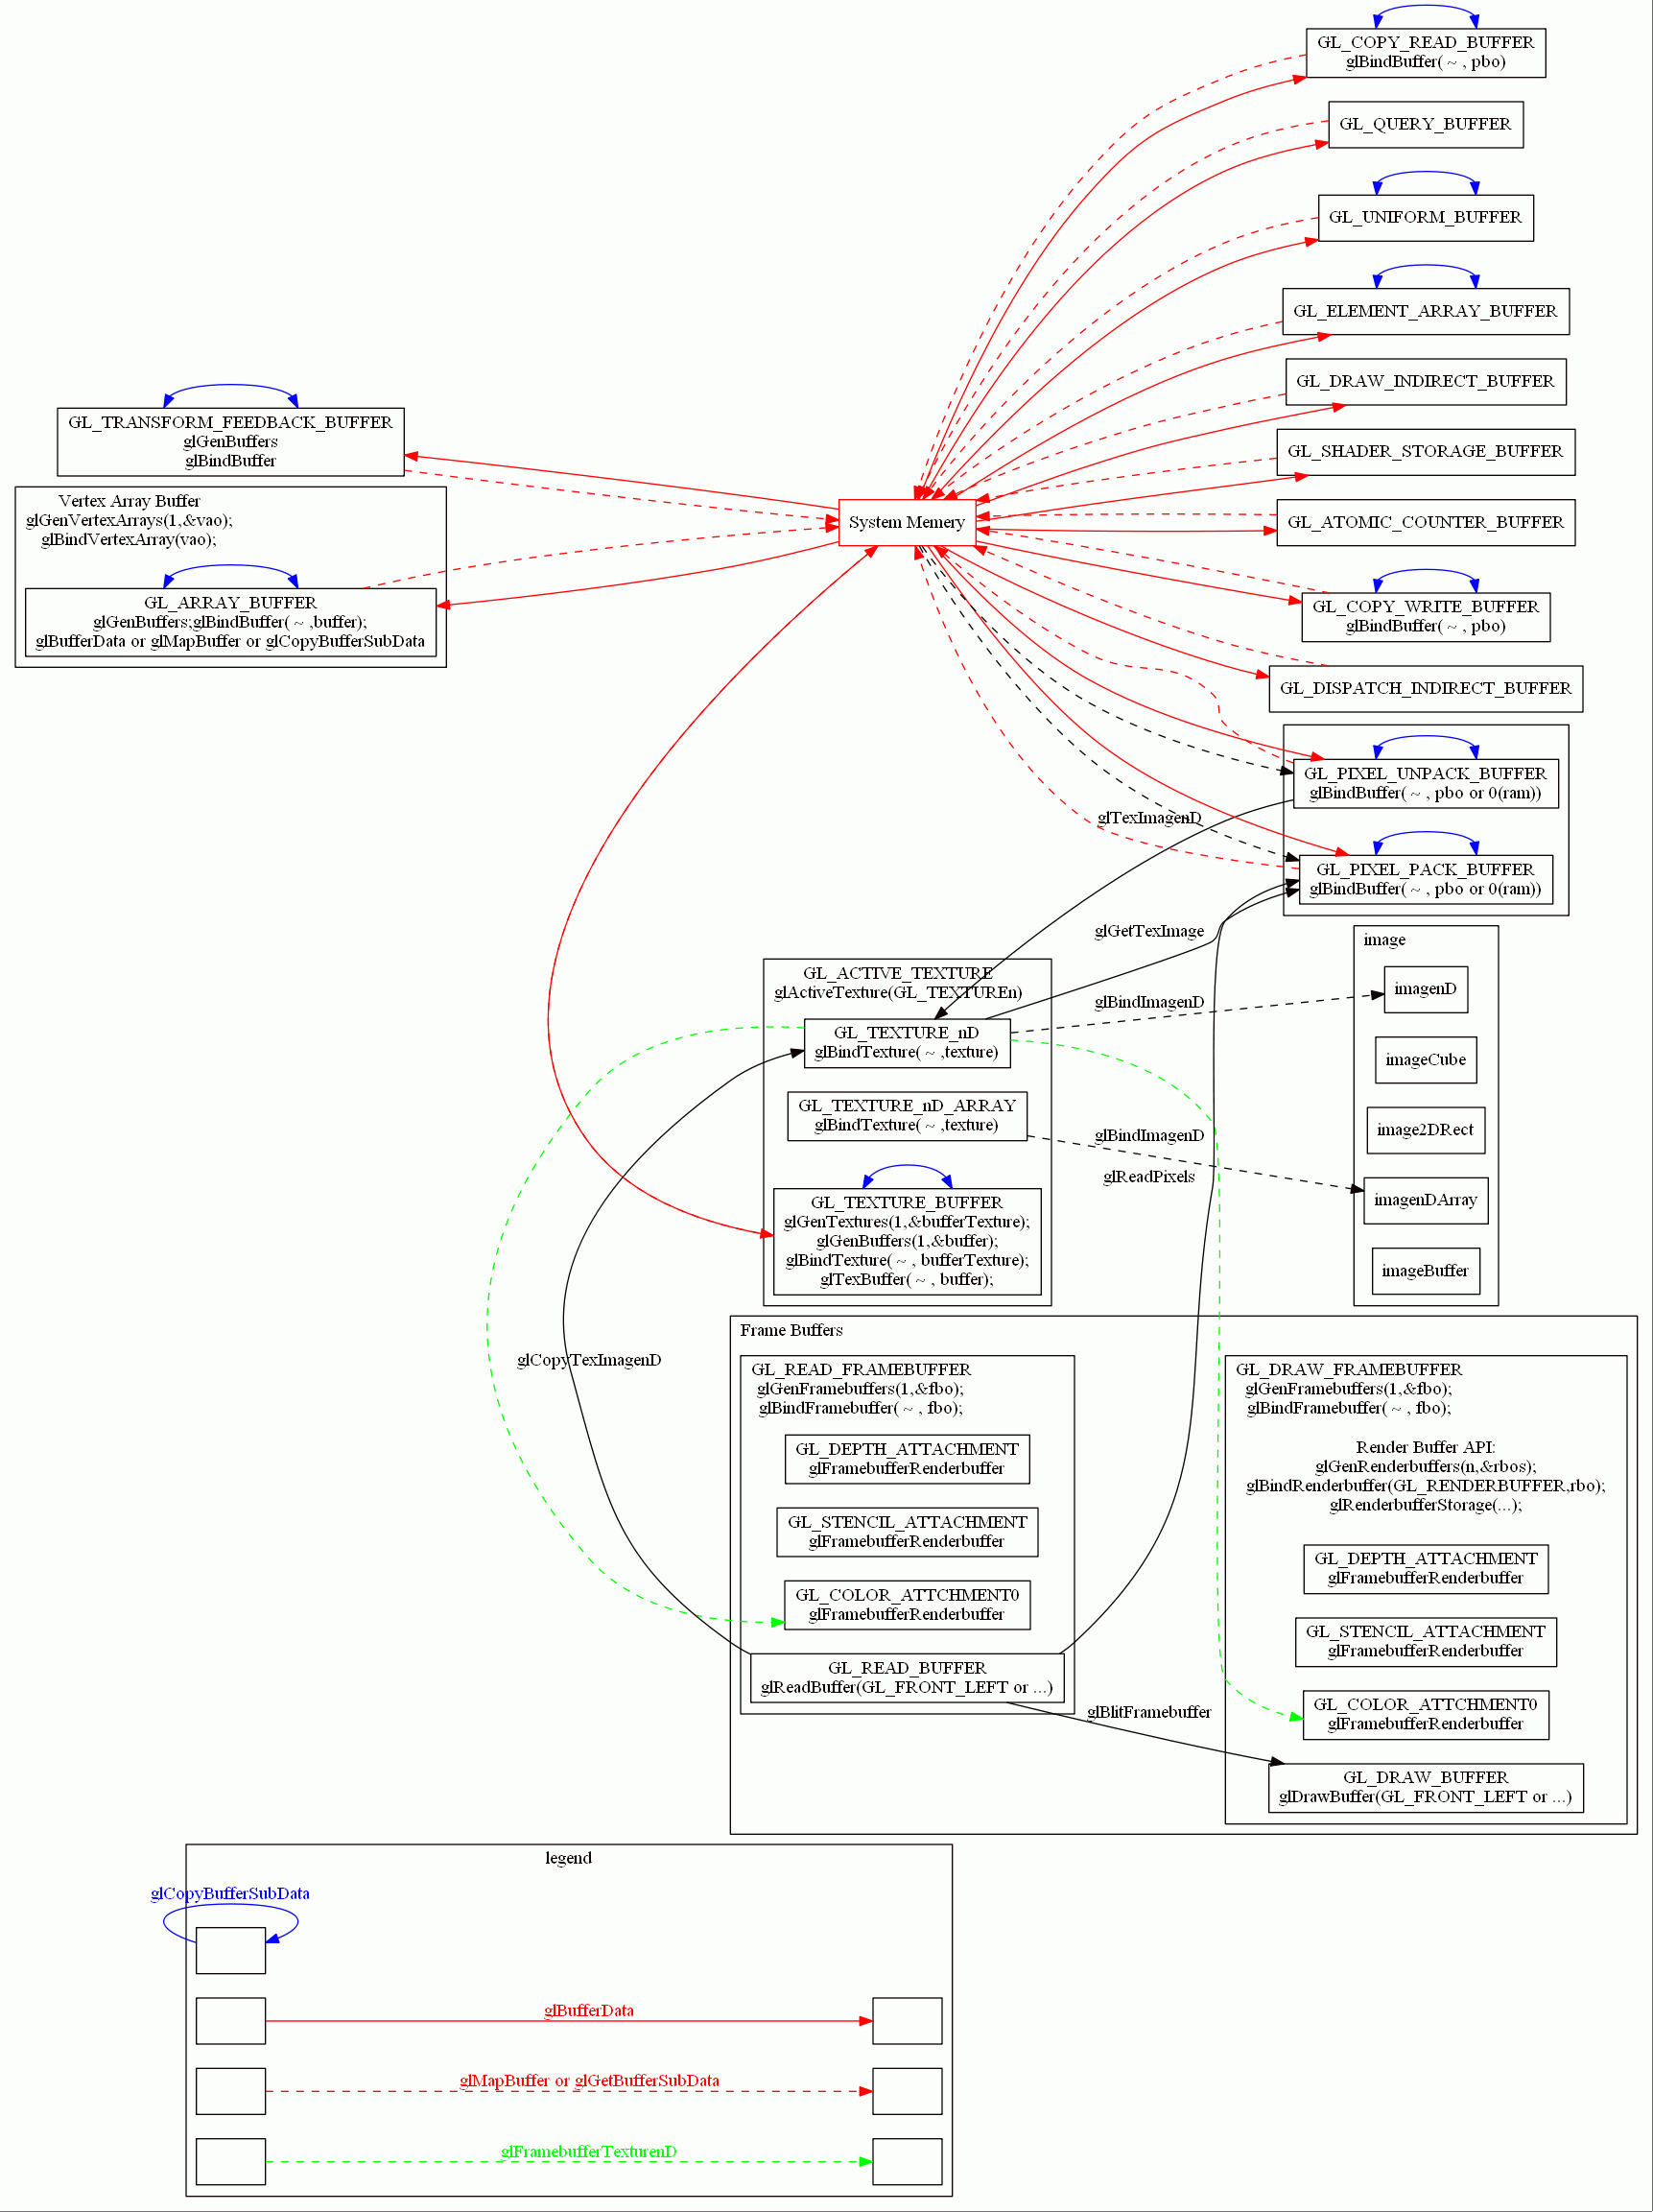 GL_COPY_READ_BUFFER
glBindBuffer( ~ , pbo)
GL_QUERY_BUFFER
GL_UNIFORM_BUFFER
GL_ELEMENT_ARRAY_BUFFER
GL_DRAW_INDIRECT_BUFFER
GL_TRANSFORM_FEEDBACK_BUFFER
glGenBuffers
glBindBuffer
GL_SHADER_STORAGE_BUFFER
Vertex Array Buffer
glGenVertexArrays(1,&vao);
glBindVertexArray(vao);
System Memery
GL_ATOMIC_COUNTER_BUFFER
GL_ARRAY_BUFFER
glGenBuffers;glBindBuffer( ~ ,buffer);
glBufferData or glMapBuffer or glCopyBufferSubData
GL_COPY_WRITE_BUFFER
glBindBuffer( ~ , pbo)
GL_DISPATCH_INDIRECT_BUFFER
GL_PIXEL_UNPACK_BUFFER
glBindBuffer( ~ , pbo or 0(ram))
glTexImagenD
GL_PIXEL_PACK_BUFFER
glBindBuffer( ~ , pbo or 0(ram))
glGetTexImage
image
GL_ACTIVE_TEXTURE
glActiveTexture(GL_TEXTUREn)
imagenD
glBindImagenD
GL_TEXTURE_nD
glBindTexture( ~ ,texture)
imageCube
GL_TEXTURE_nD_ARRAY
glBindTexture( ~ ,texture)
image2DRect
glBindImagenD
glReadPixels
imagenDArray
GL_TEXTURE_BUFFER
glGenTextures(1,&bufferTexture);
glGenBuffers(1,&buffer);
glBindTexture( ~ , bufferTexture);
glTexBuffer( ~ , buffer);
imageBuffer
Frame Buffers
glCopyTexImagenD
GL_READ_FRAMEBUFFER
glGenFramebuffers(1,&fbo);
glBindFramebuffer( ~ , fbo);
GL_DEPTH_ATTACHMENT
glFramebufferRenderbuffer
GL_STENCIL_ATTACHMENT
glFramebufferRenderbuffer
GL_COLOR_ATTCHMENT0
glFramebufferRenderbuffer
GL_READ_BUFFER
glReadBuffer(GL_FRONT_LEFT or ...)
glBlitFramebuffer
GL_DRAW_FRAMEBUFFER
glGenFramebuffers(1,&fbo);
glBindFramebuffer( ~ , fbo);
Render Buffer API:
glGenRenderbuffers(n,&rbos);
glBindRenderbuffer(GL_RENDERBUFFER,rbo);
glRenderbufferStorage(...);
GL_DEPTH_ATTACHMENT
glFramebufferRenderbuffer
GL_STENCIL_ATTACHMENT
glFramebufferRenderbuffer
GL_COLOR_ATTCHMENT0
glFramebufferRenderbuffer
GL_DRAW_BUFFER
glDrawBuffer(GL_FRONT_LEFT or ...)
legend
glCopyBufferSubData
glBufferData
glMapBuffer or glGetBufferSubData
glFramebufferTexturenD